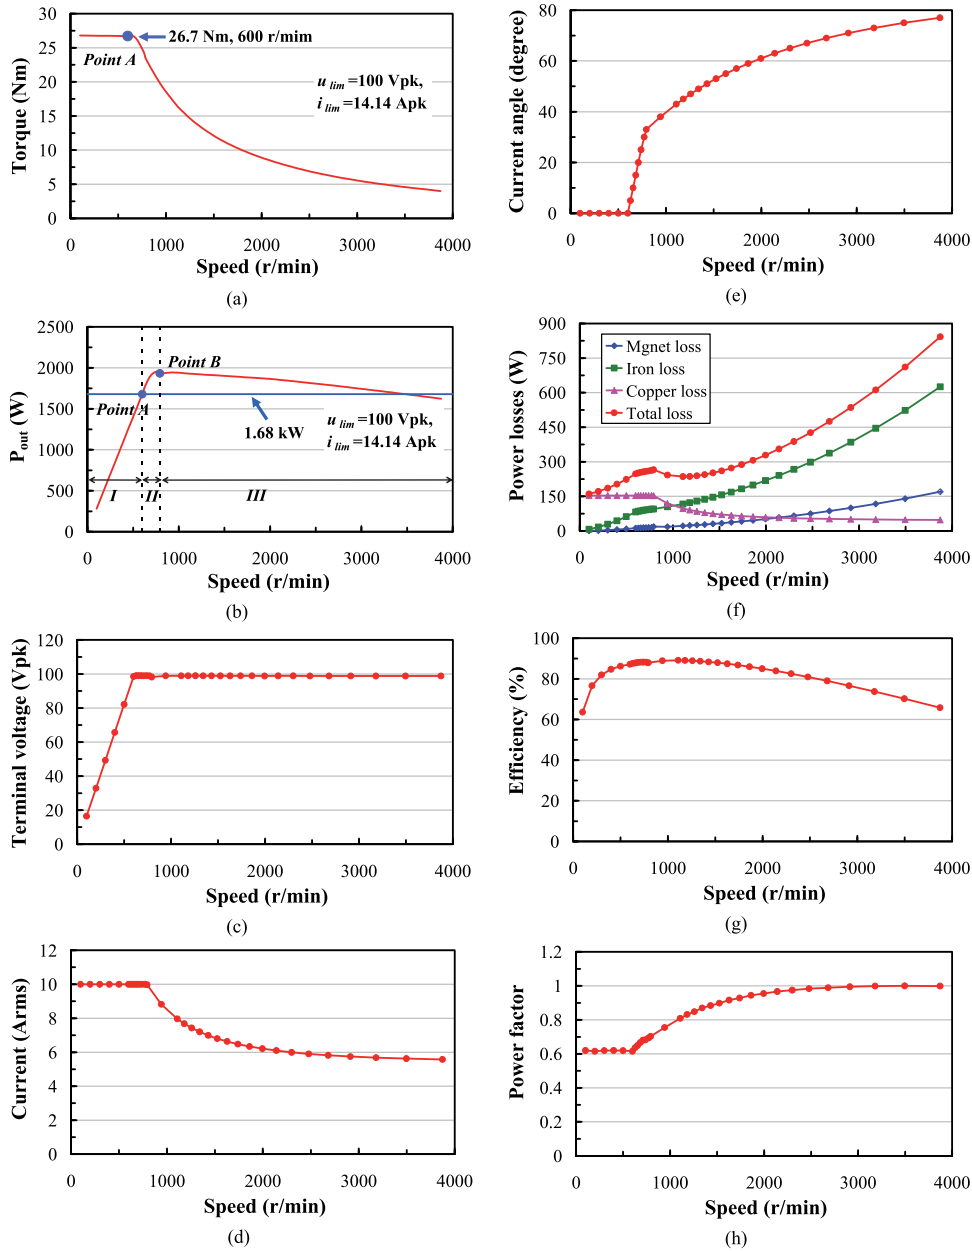 30
25
20
15
10
5
0
Torque (Nm)
26.7 Nm, 600 r/mim
Point A
u lim =100 Vpk,
i lim =14.14 Apk
0 1000 2000 3000 4000
Speed (r/min)
(a)
80
60
40
20
0
Current angle (degree)
0 1000 2000 3000 4000
Speed (r/min)
(e)
2500
2000
1500
1000
500
0
Pout (W)
Point B
Point A
1.68 kW
u lim =100 Vpk,
i lim =14.14 Apk
I II III
0 1000 2000 3000 4000
Speed (r/min)
(b)
900
750
600
450
300
150
0
Power losses (W)
Mgnet loss
Iron loss
Copper loss
Total loss
0 1000 2000 3000 4000
Speed (r/min)
(f)
120
100
80
60
40
20
0
Terminal voltage (Vpk)
0 1000 2000 3000 4000
Speed (r/min)
(c)
100
80
60
40
20
0
Efficiency (%)
0 1000 2000 3000 4000
Speed (r/min)
(g)
12
10
8
6
4
2
0
Current (Arms)
0 1000 2000 3000 4000
Speed (r/min)
(d)
1.2
1
0.8
0.6
0.4
0.2
0
Power factor
0 1000 2000 3000 4000
Speed (r/min)
(h)